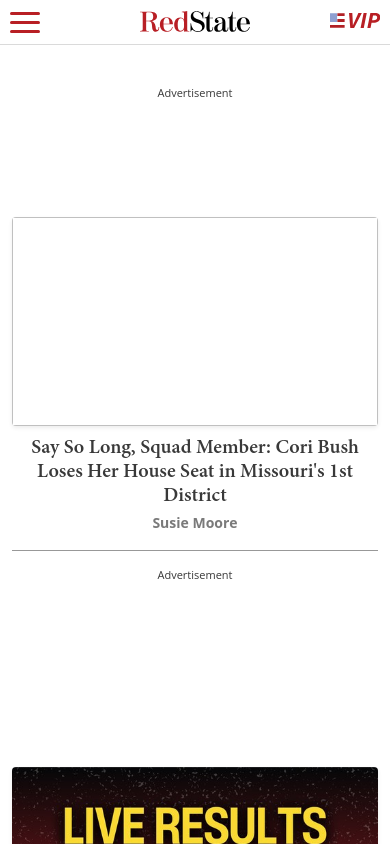 RedState
VIP
Advertisement
Say So Long, Squad Member: Cori Bush
Loses Her House Seat in Missouri's 1st
District
Susie Moore
Advertisement
LIVE RESULTS